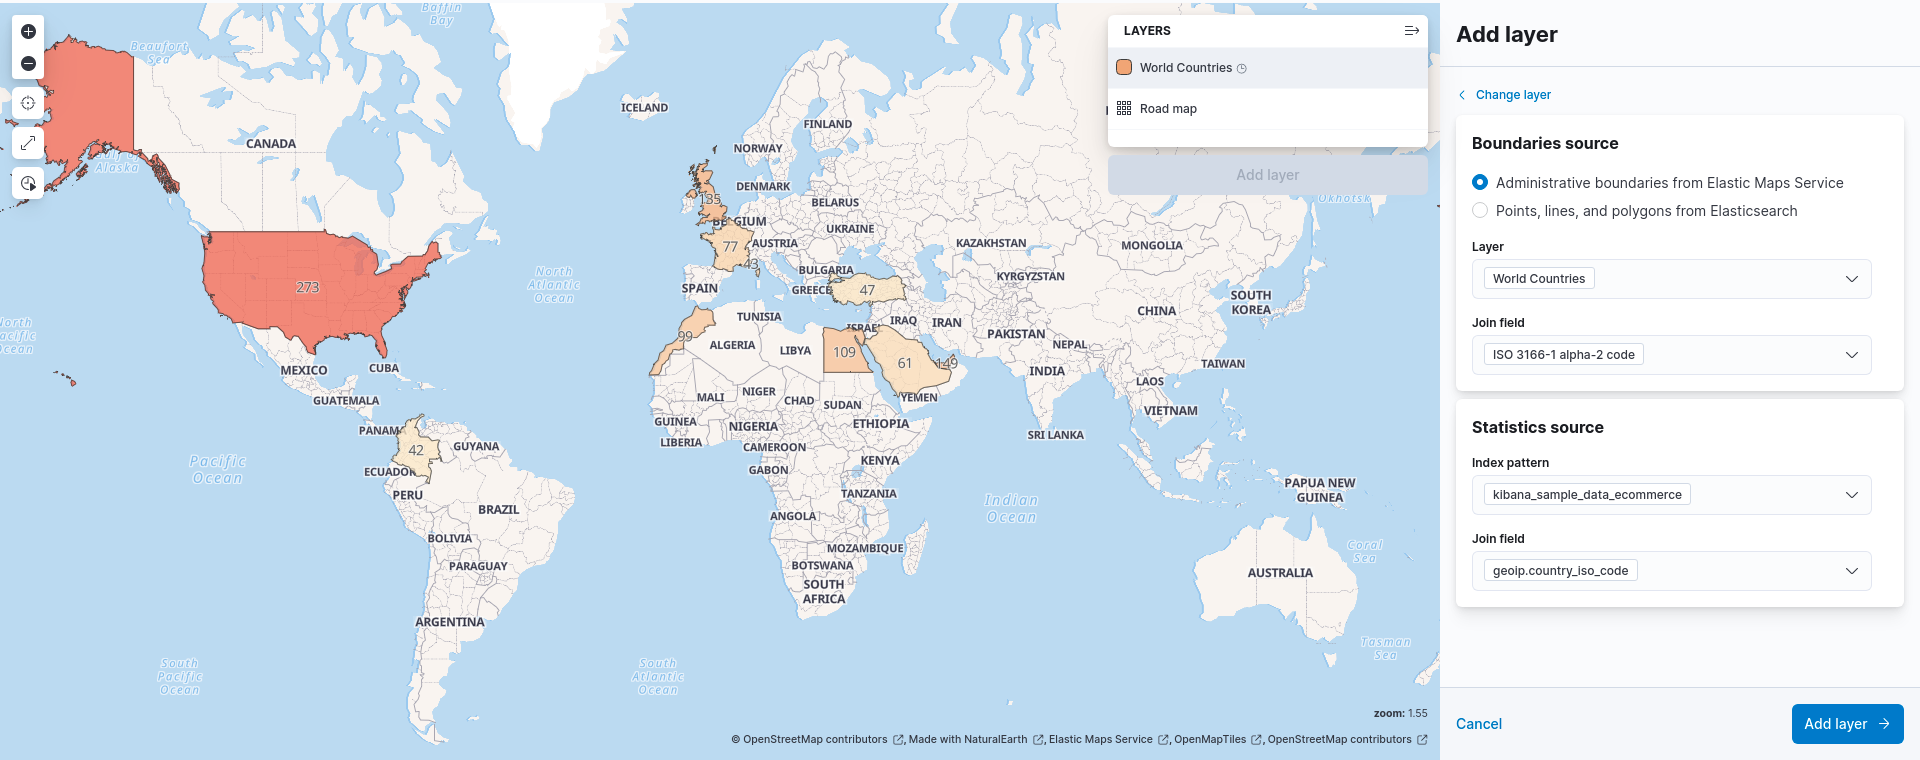 Baffin
Bay
Beaufort
Sea
Gulf of
Alaska
CANADA
ICELAND
FINLAND
NORWAY
DENMARK
BELARUS
135
BELGIUM
UKRAINE
77
AUSTRIA
KAZAKHSTAN
MONGOLIA
43
BULGARIA
KYRGYZSTAN
North
Atlantic
Ocean
273
SPAIN
GREECE
47
SOUTH
KOREA
CHINA
North
Pacific
Ocean
TUNISIA
ISRAEL
IRAQ
IRAN
PAKISTAN
99
ALGERIA
LIBYA
109
61
149
NEPAL
TAIWAN
MEXICO
CUBA
INDIA
LAOS
GUATEMALA
MALI
NIGER
CHAD
SUDAN
YEMEN
VIETNAM
PANAM
GUINEA
NIGERIA
ETHIOPIA
SRI LANKA
42
GUYANA
LIBERIA
CAMEROON
Pacific
Ocean
ECUADOR
GABON
KENYA
PERU
TANZANIA
Indian
Ocean
PAPUA NEW
GUINEA
BRAZIL
ANGOLA
BOLIVIA
MOZAMBIQUE
Coral
Sea
PARAGUAY
BOTSWANA
SOUTH
AFRICA
AUSTRALIA
ARGENTINA
Tasman
Sea
South
Pacific
Ocean
South
Atlantic
Ocean
Okhotsk
LAYERS
World Countries
Road map
Add layer
zoom: 1.55
© OpenStreetMap contributors , Made with NaturalEarth , Elastic Maps Service , OpenMapTiles , OpenStreetMap contributors
Add layer
Change layer
Boundaries source
Administrative boundaries from Elastic Maps Service
Points, lines, and polygons from Elasticsearch
Layer
World Countries
Join field
ISO 3166-1 alpha-2 code
Statistics source
Index pattern
kibana_sample_data_ecommerce
Join field
geoip.country_iso_code
Cancel
Add layer